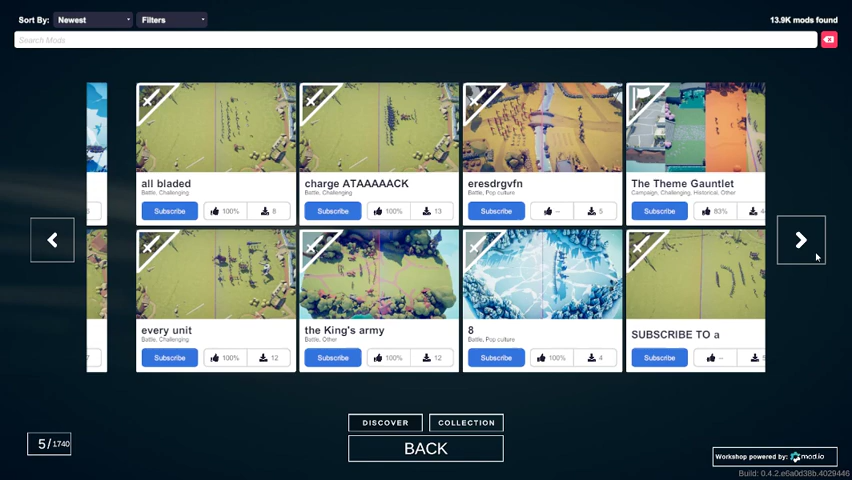 Sort By:
Newest
Filters
13.9K mods found
Search Mods
all bladed
Battle, Challenging
Subscribe
100%
8
charge ATAAAAACK
Battle, Challenging
Subscribe
100%
13
eresdrgvfn
Battle, Pop culture
Subscribe
--
5
The Theme Gauntlet
Campaign, Challenging, Historical, Other
Subscribe
83%
every unit
Battle, Challenging
Subscribe
100%
12
the King's army
Battle, Other
Subscribe
100%
12
8
Battle, Pop culture
Subscribe
100%
4
SUBSCRIBE TO a
Subscribe
--
5/1740
DISCOVER
COLLECTION
BACK
Workshop powered by: mod.io
Build: 0.4.2.e6a0d38b.4029446